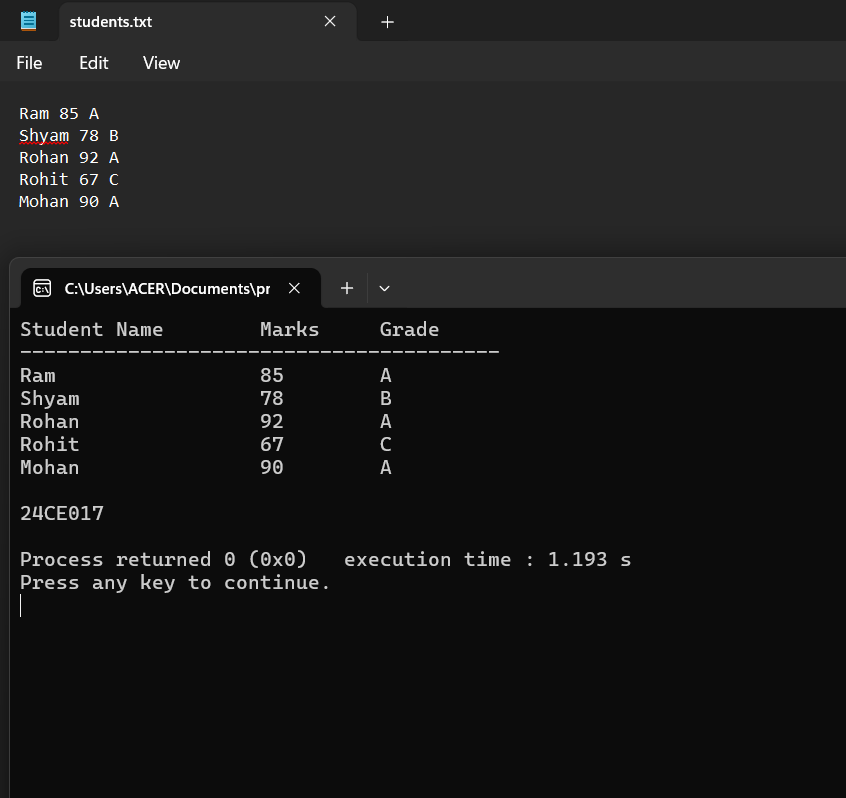 students.txt
File Edit View
Ram 85 A
Shyam 78 B
Rohan 92 A
Rohit 67 C
Mohan 90 A
C:\Users\ACER\Documents\pr
Student Name        Marks     Grade
----------------------------------------
Ram                 85        A
Shyam               78        B
Rohan               92        A
Rohit               67        C
Mohan               90        A
24CE017
Process returned 0 (0x0)   execution time : 1.193 s
Press any key to continue.